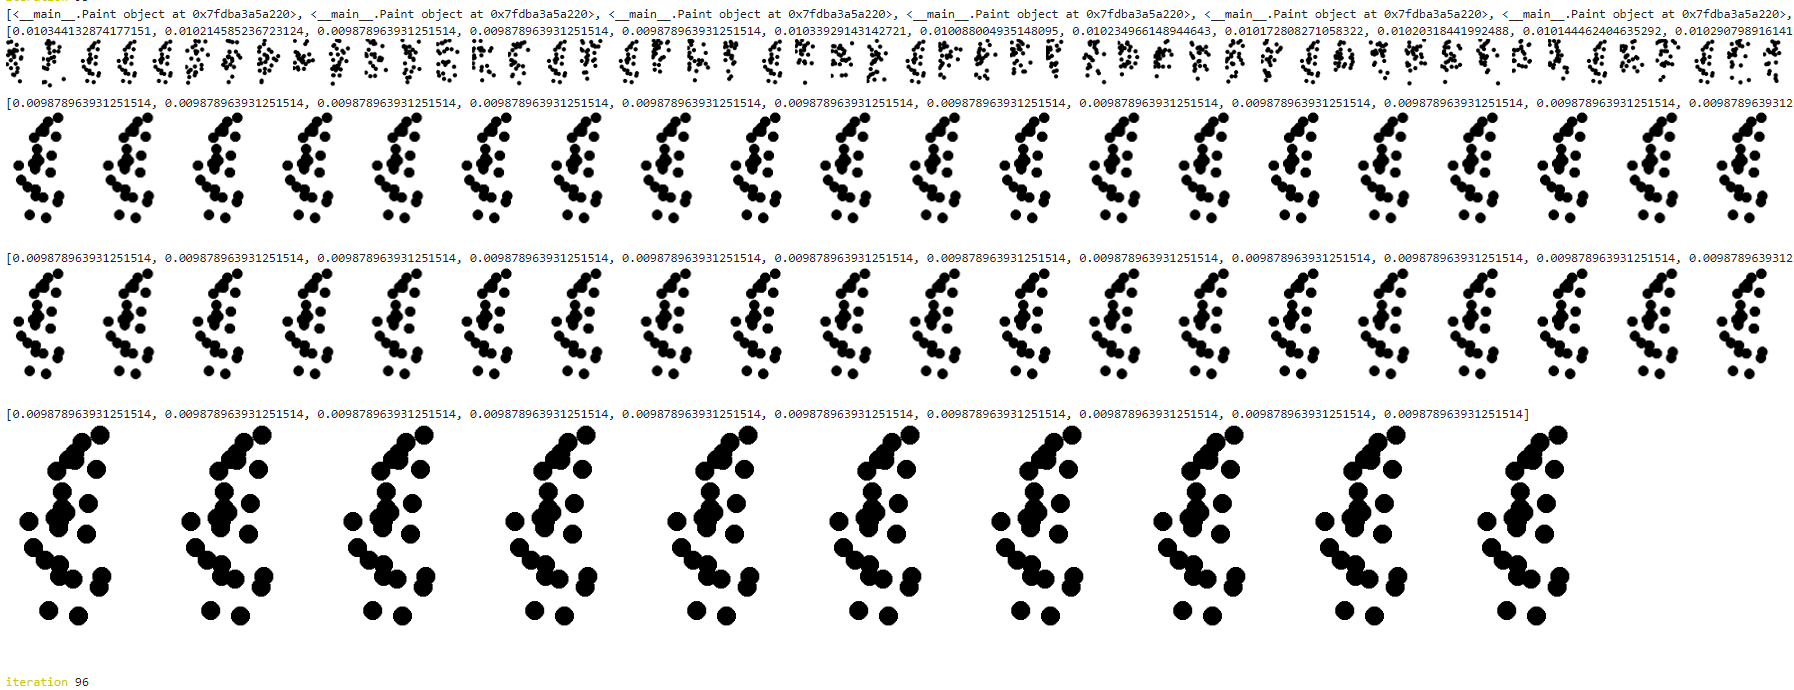 [<__main__.Paint object at 0x7fdba3a5a220>, <__main__.Paint object at 0x7fdba3a5a220>, <__main__.Paint object at 0x7fdba3a5a220>, <__main__.Paint object at 0x7fdba3a5a220>, <__main__.Paint object at 0x7fdba3a5a220>, <__main__.Paint object at 0x7fdba3a5a220>,
[0.010344132874177151, 0.010214585236723124, 0.009878963931251514, 0.009878963931251514, 0.009878963931251514, 0.01033929143142721, 0.01008804935148095, 0.010234966148944643, 0.010172808271058322, 0.01020318441992488, 0.010144462404635292, 0.010290798916141
[0.009878963931251514, 0.009878963931251514, 0.009878963931251514, 0.009878963931251514, 0.009878963931251514, 0.009878963931251514, 0.009878963931251514, 0.009878963931251514, 0.009878963931251514, 0.009878963931251514, 0.009878963931251514, 0.0098789639312
[0.009878963931251514, 0.009878963931251514, 0.009878963931251514, 0.009878963931251514, 0.009878963931251514, 0.009878963931251514, 0.009878963931251514, 0.009878963931251514, 0.009878963931251514, 0.009878963931251514, 0.009878963931251514, 0.0098789639312
[0.009878963931251514, 0.009878963931251514, 0.009878963931251514, 0.009878963931251514, 0.009878963931251514, 0.009878963931251514, 0.009878963931251514, 0.009878963931251514, 0.009878963931251514, 0.009878963931251514]
iteration 96